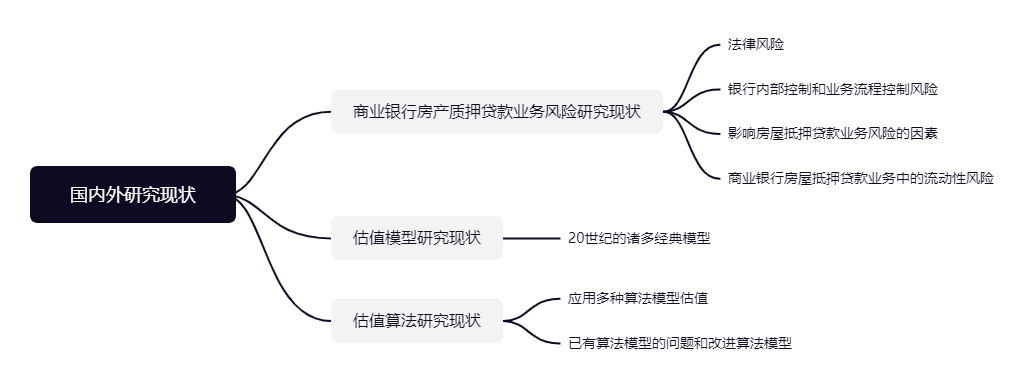 国内外研究现状
商业银行房产质押贷款业务风险研究现状
法律风险
银行内部控制和业务流程控制风险
影响房屋抵押贷款业务风险的因素
商业银行房屋抵押贷款业务中的流动性风险
估值模型研究现状
20世纪的诸多经典模型
估值算法研究现状
应用多种算法模型估值
已有算法模型的问题和改进算法模型